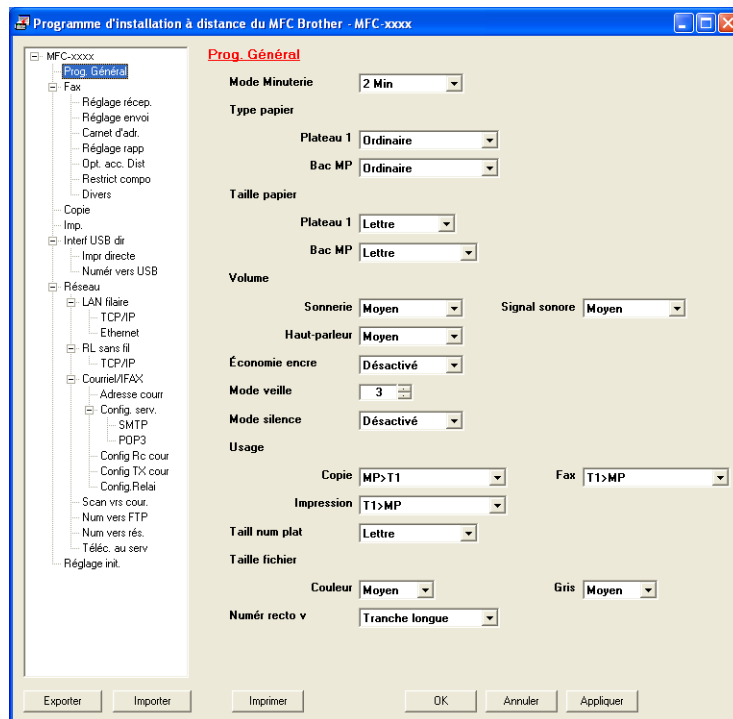 Programme d'installation à distance du MFC Brother - MFC-xxxx
MFC-xxxx
Prog. Général
Fax
Réglage récep.
Réglage envoi
Carnet d'adr.
Réglage rapp
Opt. acc. Dist
Restrict compo
Divers
Copie
Imp.
Interf USB dir
Impr directe
Numér vers USB
Réseau
LAN filaire
TCP/IP
Ethernet
RL sans fil
TCP/IP
Courriel/IFAX
Adresse courr
Config. serv.
SMTP
POP3
Config Rc cour
Config TX cour
Config.Relai
Scan vrs cour.
Num vers FTP
Num vers rés.
Téléc. au serv
Réglage init.
Prog. Général
Mode Minuterie 2 Min
Type papier
Plateau 1 Ordinaire
Bac MP Ordinaire
Taille papier
Plateau 1 Lettre
Bac MP Lettre
Volume
Sonnerie Moyen Signal sonore Moyen
Haut-parleur Moyen
Économie encre Désactivé
Mode veille 3
Mode silence Désactivé
Usage
Copie MP>T1 Fax T1>MP
Impression T1>MP
Taill num plat Lettre
Taille fichier
Couleur Moyen Gris Moyen
Numér recto v Tranche longue
Exporter Importer Imprimer OK Annuler Appliquer